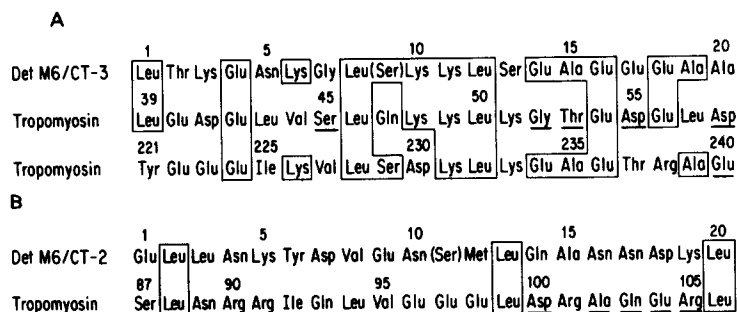 A
1 5 10 15 20
Det M6/CT-3 Leu Thr Lys Glu Asn Lys Gly Leu (Ser) Lys Lys Leu Ser Glu Ala Glu Glu Glu Ala Ala
39 45 50 55
Tropomyosin Leu Glu Asp Glu Leu Val Ser Leu Gln Lys Lys Leu Lys Gly Thr Glu Asp Glu Leu Asp
221 225 230 235 240
Tropomyosin Tyr Glu Glu Glu Ile Lys Val Leu Ser Asp Lys Leu Lys Glu Ala Glu Thr Arg Ala Glu
B
1 5 10 15 20
Det M6/CT-2 Glu Leu Leu Asn Lys Tyr Asp Val Glu Asn (Ser) Met Leu Gln Ala Asn Asn Asp Lys Leu
87 90 95 100 105
Tropomyosin Ser Leu Asn Arg Arg Ile Gln Leu Val Glu Glu Glu Leu Asp Arg Ala Gln Glu Arg Leu